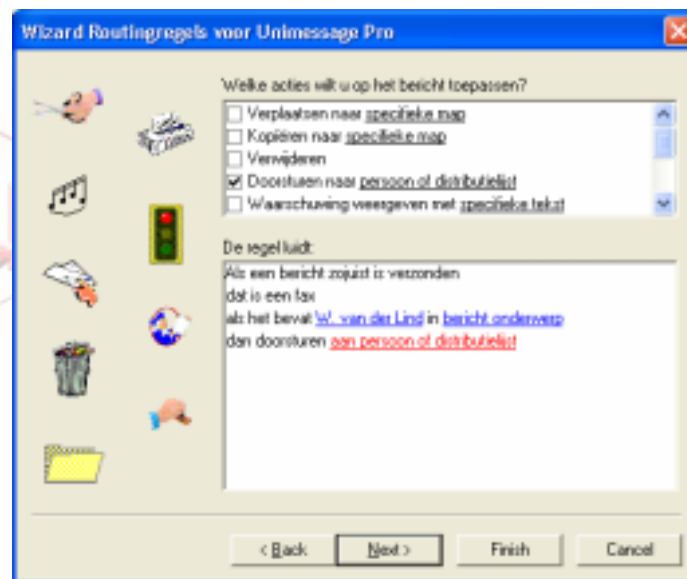 Wizard Routingregels voor Unimessage Pro
Welke acties wilt u op het bericht toepassen?
Verplaatsen naar specifieke map
Kopiëren naar specifieke map
Verwijderen
Doorsturen naar persoon of distributielijst
Waarschuwing weergeven met specifieke tekst
De regel luidt:
Als een bericht zojuist is verzonden
dat is een fax
als het bevat W. van der Lind in bericht onderwerp
dan doorsturen aan persoon of distributielijst
< Back
Next >
Finish
Cancel